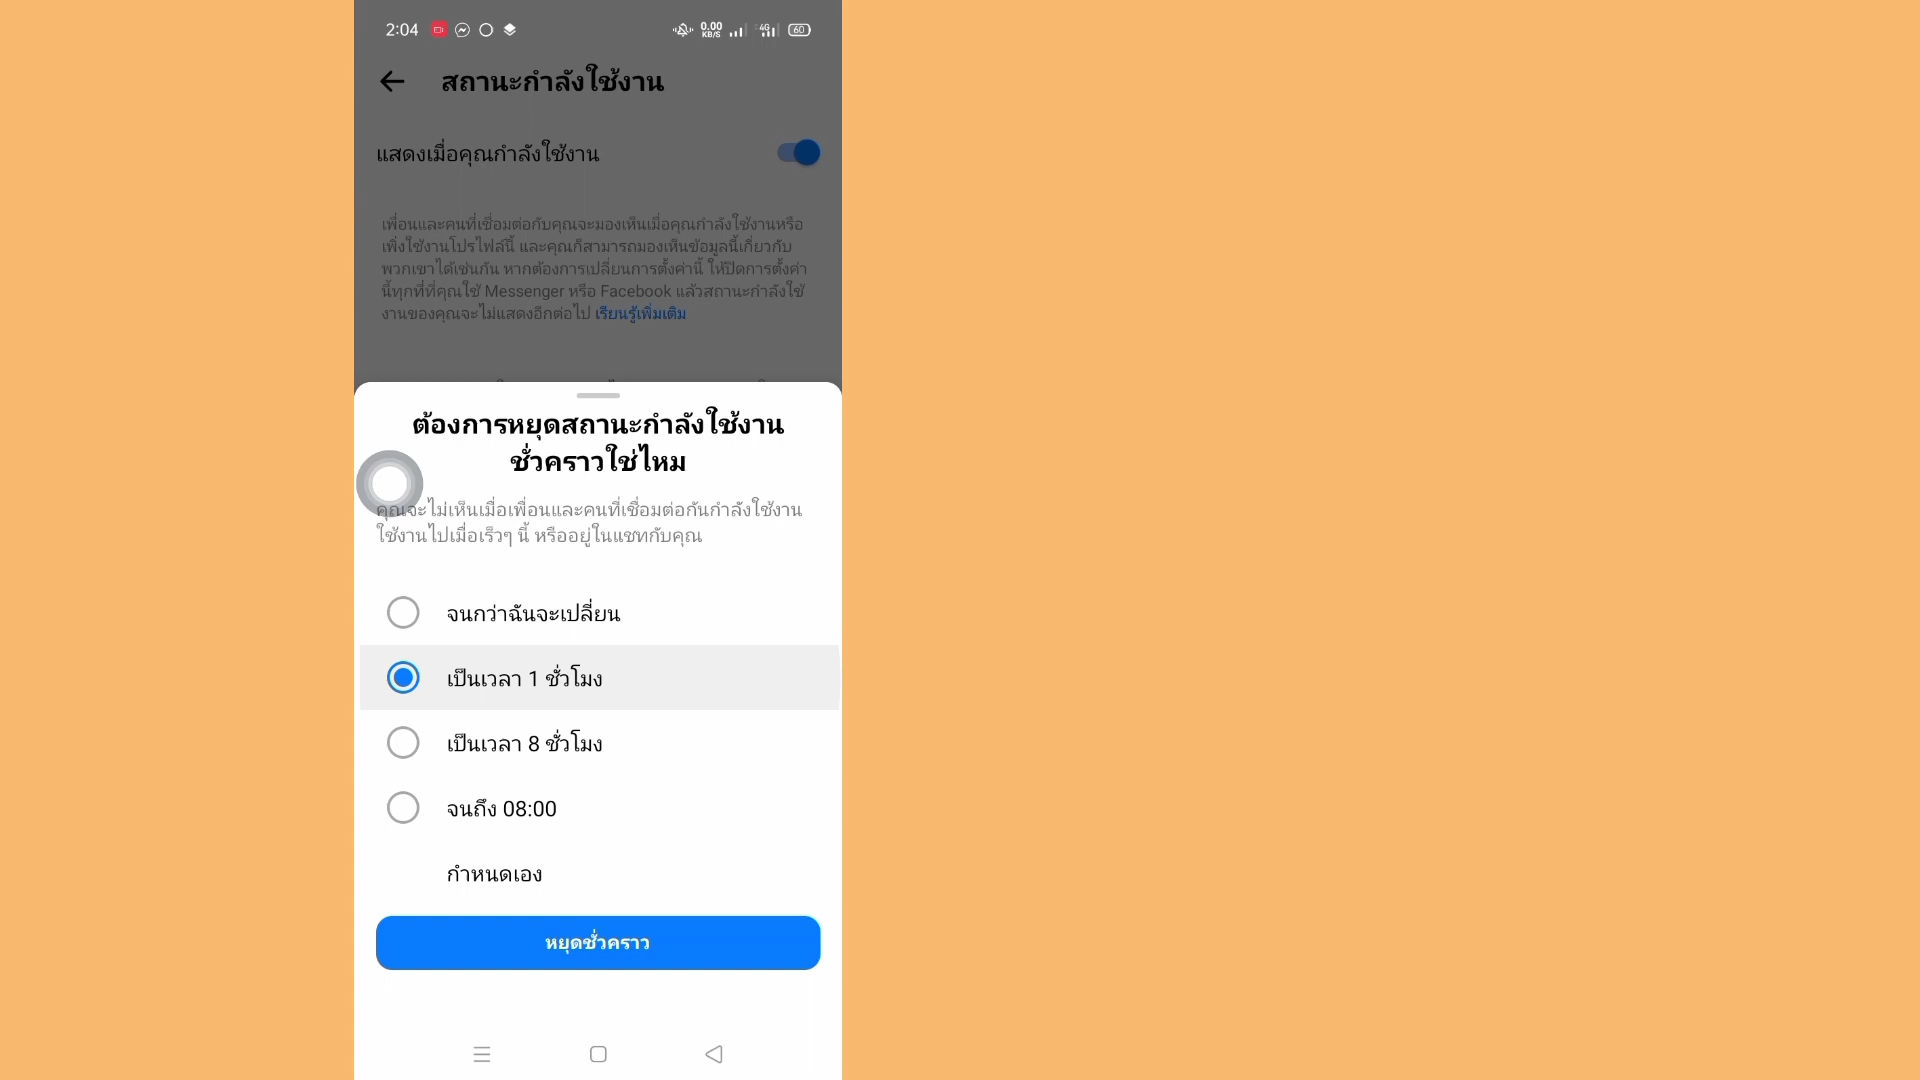 2:04
0.00
KB/S
4G
60
สถานะกำลังใช้งาน
แสดงเมื่อคุณกำลังใช้งาน
เพื่อนและคนที่เชื่อมต่อกับคุณจะมองเห็นเมื่อคุณกำลังใช้งานหรือ
เพิ่งใช้งานโปรไฟล์นี้ และคุณก็สามารถมองเห็นข้อมูลนี้เกี่ยวกับ
พวกเขาได้เช่นกัน หากต้องการเปลี่ยนการตั้งค่านี้ ให้ปิดการตั้งค่า
นี้ทุกที่ที่คุณใช้ Messenger หรือ Facebook แล้วสถานะกำลังใช้
งานของคุณจะไม่แสดงอีกต่อไป เรียนรู้เพิ่มเติม
ต้องการหยุดสถานะกำลังใช้งาน
ชั่วคราวใช่ไหม
คุณจะไม่เห็นเมื่อเพื่อนและคนที่เชื่อมต่อกันกำลังใช้งาน
ใช้งานไปเมื่อเร็วๆ นี้ หรืออยู่ในแชทกับคุณ
จนกว่าฉันจะเปลี่ยน
เป็นเวลา 1 ชั่วโมง
เป็นเวลา 8 ชั่วโมง
จนถึง 08:00
กำหนดเอง
หยุดชั่วคราว